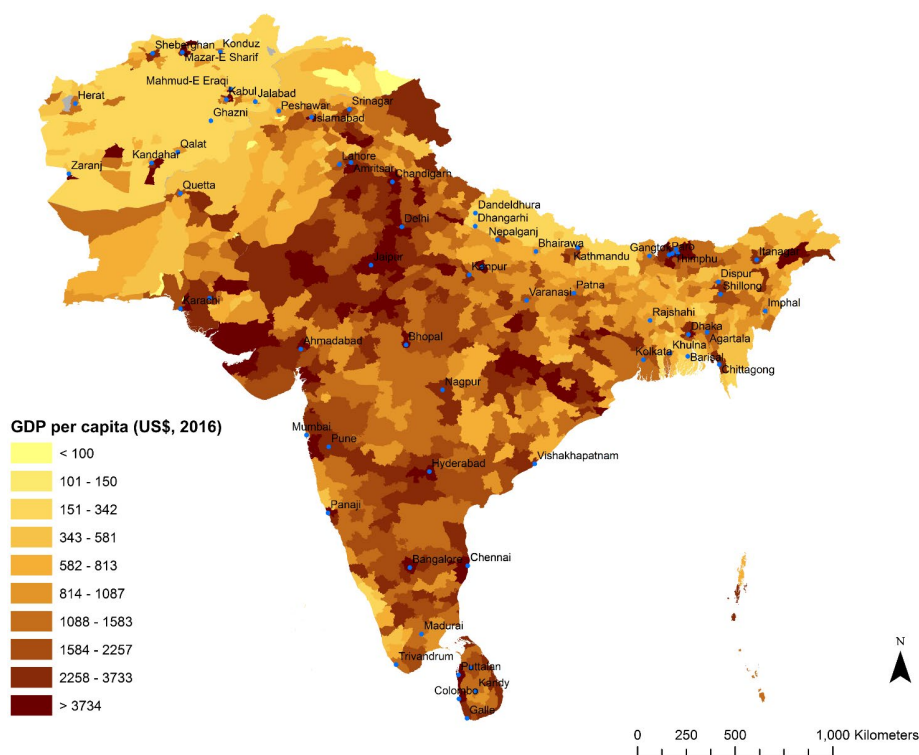 Sheberghan
Konduz
Mazar-E Sharif
Mahmud-E Eraqi
Kabul
Jalabad
Herat
Peshawar
Srinagar
Ghazni
Islamabad
Qalat
Kandahar
Lahore
Amritsar
Zaranj
Chandigarh
Quetta
Dandeldhura
Delhi
Dhangarhi
Nepalganj
Bhairawa
Gangtok
Itanagar
Kathmandu
Thimphu
Jaipur
Kanpur
Dispur
Varanasi
Patna
Shillong
Karachi
Imphal
Rajshahi
Dhaka
Ahmadabad
Bhopal
Khulna
Agartala
Kolkata
Barisal
Chittagong
Nagpur
GDP per capita (US$, 2016)
< 100
101 - 150
151 - 342
343 - 581
582 - 813
814 - 1087
1088 - 1583
1584 - 2257
2258 - 3733
> 3734
Mumbai
Pune
Hyderabad
Vishakhapatnam
Panaji
Bangalore
Chennai
Madurai
Trivandrum
Puttalan
Kandy
Colombo
Galle
N
0 250 500 1,000 Kilometers